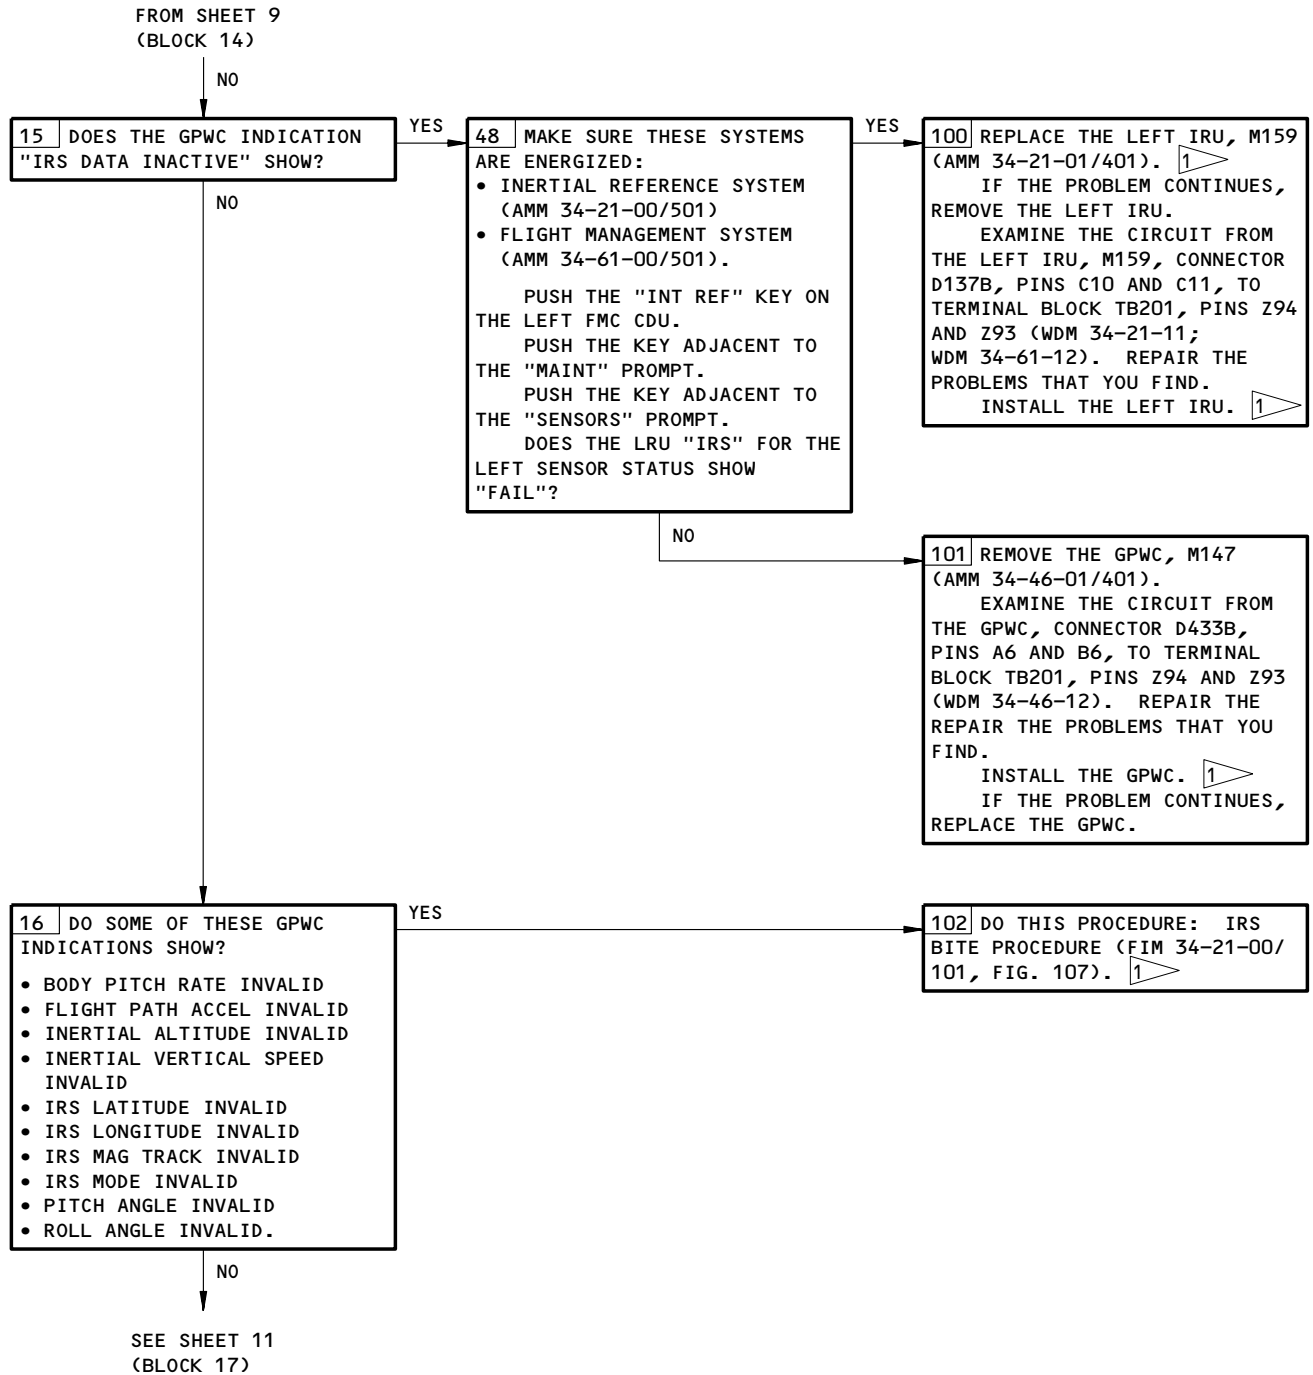 FROM SHEET 9
(BLOCK 14)
NO
15 DOES THE GPWC INDICATION
"IRS DATA INACTIVE" SHOW?
YES
NO
48 MAKE SURE THESE SYSTEMS
ARE ENERGIZED:
• INERTIAL REFERENCE SYSTEM
(AMM 34-21-00/501)
• FLIGHT MANAGEMENT SYSTEM
(AMM 34-61-00/501).
PUSH THE "INT REF" KEY ON
THE LEFT FMC CDU.
PUSH THE KEY ADJACENT TO
THE "MAINT" PROMPT.
PUSH THE KEY ADJACENT TO
THE "SENSORS" PROMPT.
DOES THE LRU "IRS" FOR THE
LEFT SENSOR STATUS SHOW
"FAIL"?
YES
NO
100 REPLACE THE LEFT IRU, M159
(AMM 34-21-01/401). 1
IF THE PROBLEM CONTINUES,
REMOVE THE LEFT IRU.
EXAMINE THE CIRCUIT FROM
THE LEFT IRU, M159, CONNECTOR
D137B, PINS C10 AND C11, TO
TERMINAL BLOCK TB201, PINS Z94
AND Z93 (WDM 34-21-11;
WDM 34-61-12). REPAIR THE
PROBLEMS THAT YOU FIND.
INSTALL THE LEFT IRU. 1
101 REMOVE THE GPWC, M147
(AMM 34-46-01/401).
EXAMINE THE CIRCUIT FROM
THE GPWC, CONNECTOR D433B,
PINS A6 AND B6, TO TERMINAL
BLOCK TB201, PINS Z94 AND Z93
(WDM 34-46-12). REPAIR THE
REPAIR THE PROBLEMS THAT YOU
FIND.
INSTALL THE GPWC. 1
IF THE PROBLEM CONTINUES,
REPLACE THE GPWC.
16 DO SOME OF THESE GPWC
INDICATIONS SHOW?
• BODY PITCH RATE INVALID
• FLIGHT PATH ACCEL INVALID
• INERTIAL ALTITUDE INVALID
• INERTIAL VERTICAL SPEED
INVALID
• IRS LATITUDE INVALID
• IRS LONGITUDE INVALID
• IRS MAG TRACK INVALID
• IRS MODE INVALID
• PITCH ANGLE INVALID
• ROLL ANGLE INVALID.
YES
102 DO THIS PROCEDURE: IRS
BITE PROCEDURE (FIM 34-21-00/
101, FIG. 107). 1
NO
SEE SHEET 11
(BLOCK 17)